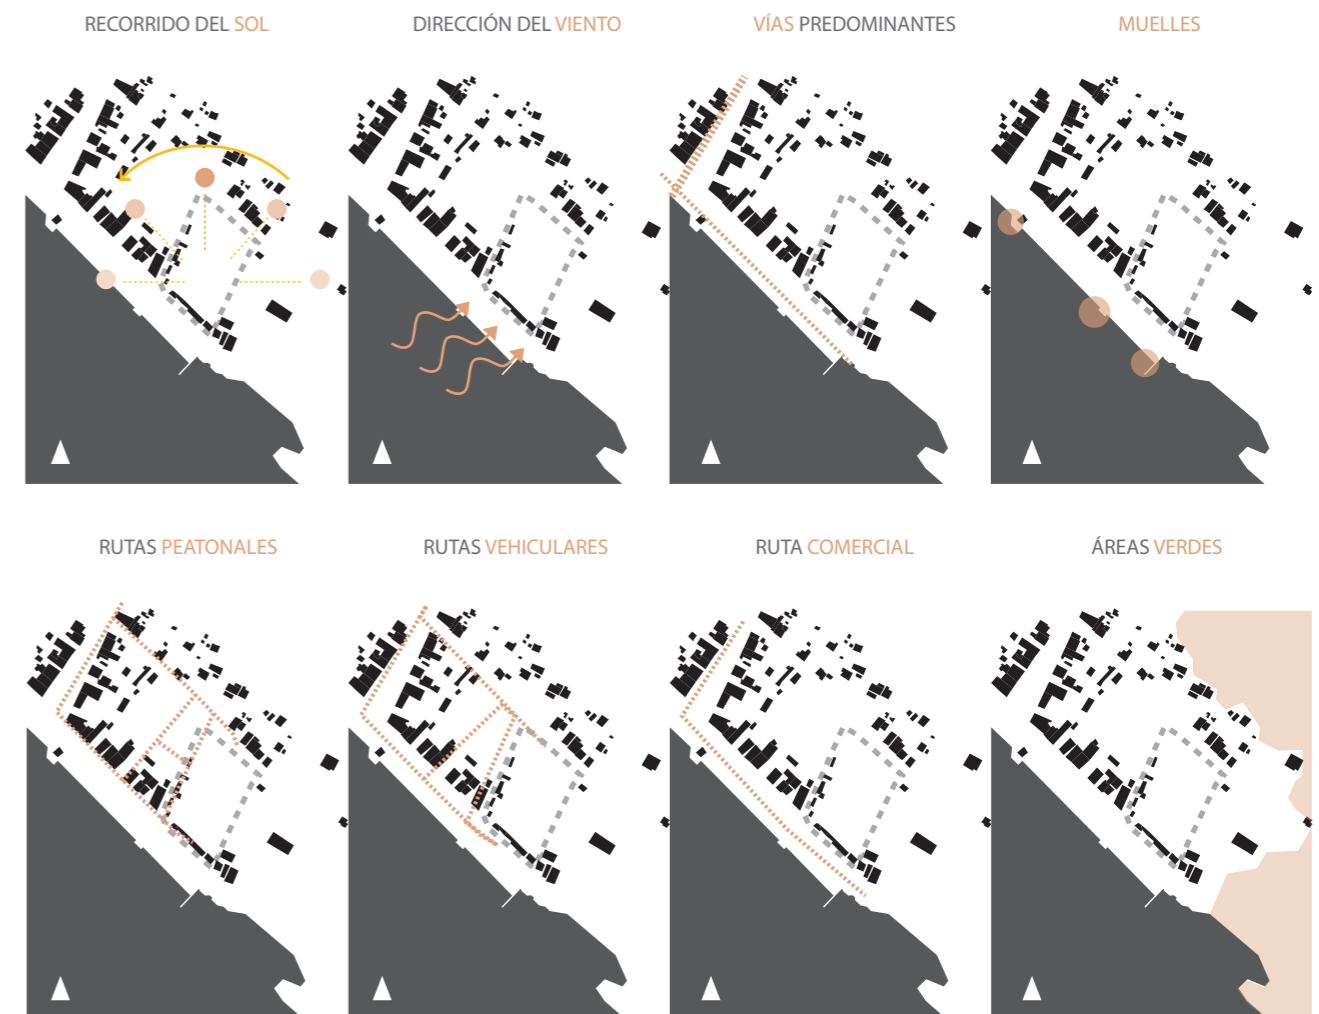 RECORRIDO DEL SOL
DIRECCIÓN DEL VIENTO
VÍAS PREDOMINANTES
MUELLES
RUTAS PEATONALES
RUTAS VEHICULARES
RUTA COMERCIAL
ÁREAS VERDES